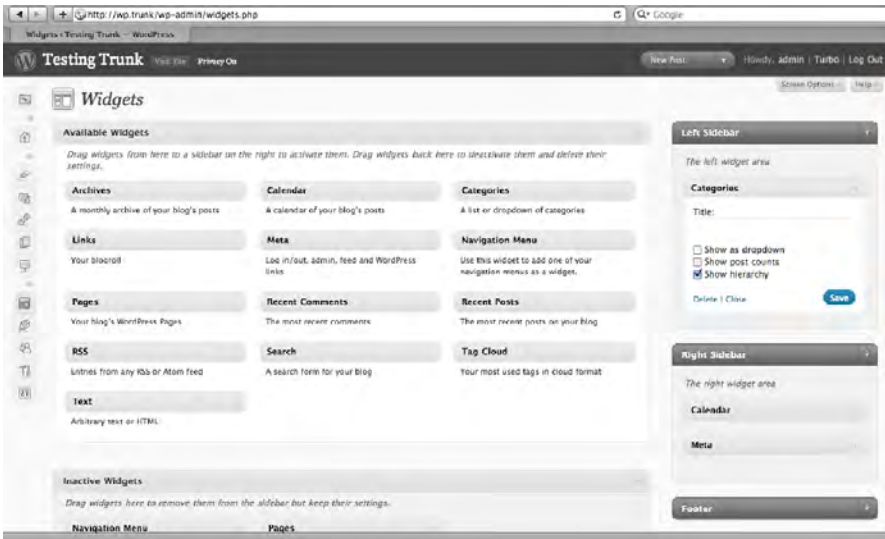 http://wp.trunk/wp-admin/widgets.php
Google
Widgets ‹ Testing Trunk — WordPress
Testing Trunk Visit Site Privacy On
New Post Howdy, admin | Turbo | Log Out
Screen Options Help
Widgets
Available Widgets
Drag widgets from here to a sidebar on the right to activate them. Drag widgets back here to deactivate them and delete their
settings.
Archives
A monthly archive of your blog's posts
Calendar
A calendar of your blog's posts
Categories
A list or dropdown of categories
Links
Your blogroll
Meta
Log in/out, admin, feed and WordPress
links
Navigation Menu
Use this widget to add one of your
navigation menus as a widget.
Pages
Your blog's WordPress Pages
Recent Comments
The most recent comments
Recent Posts
The most recent posts on your blog
RSS
Entries from any RSS or Atom feed
Search
A search form for your blog
Tag Cloud
Your most used tags in cloud format
Text
Arbitrary text or HTML
Inactive Widgets
Drag widgets here to remove them from the sidebar but keep their settings.
Navigation Menu
Pages
Left Sidebar
The left widget area
Categories
Title:
Show as dropdown
Show post counts
Show hierarchy
Delete | Close
Save
Right Sidebar
The right widget area
Calendar
Meta
Footer